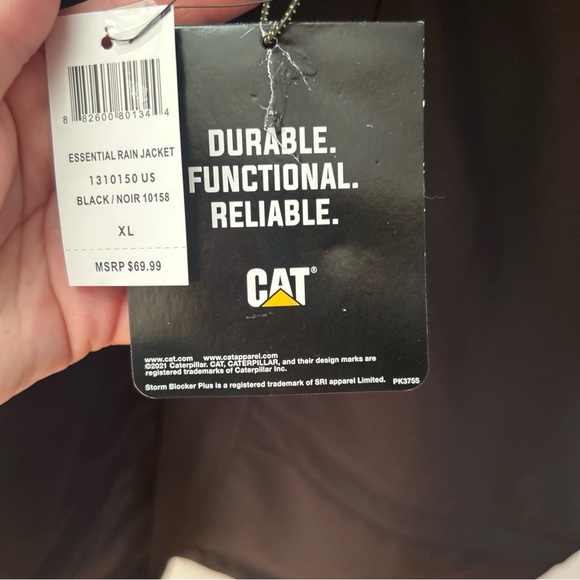 8 82600 80134 4
ESSENTIAL RAIN JACKET
1310150 US
BLACK / NOIR 10158
XL
MSRP $69.99
DURABLE.
FUNCTIONAL.
RELIABLE.
CAT®
www.cat.com www.catapparel.com
©2021 Caterpillar. CAT, CATERPILLAR, and their design marks are
registered trademarks of Caterpillar Inc.
Storm Blocker Plus is a registered trademark of SRI apparel Limited. PK3755